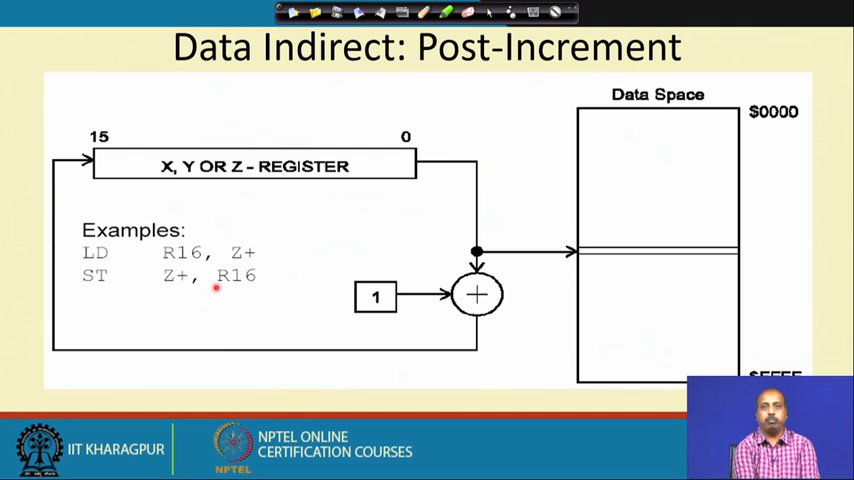 Data Indirect: Post-Increment
Data Space
$0000
15
0
X, Y OR Z - REGISTER
Examples:
LD R16, Z+
ST Z+, R16
1
+
IIT KHARAGPUR
NPTEL
NPTEL ONLINE
CERTIFICATION COURSES